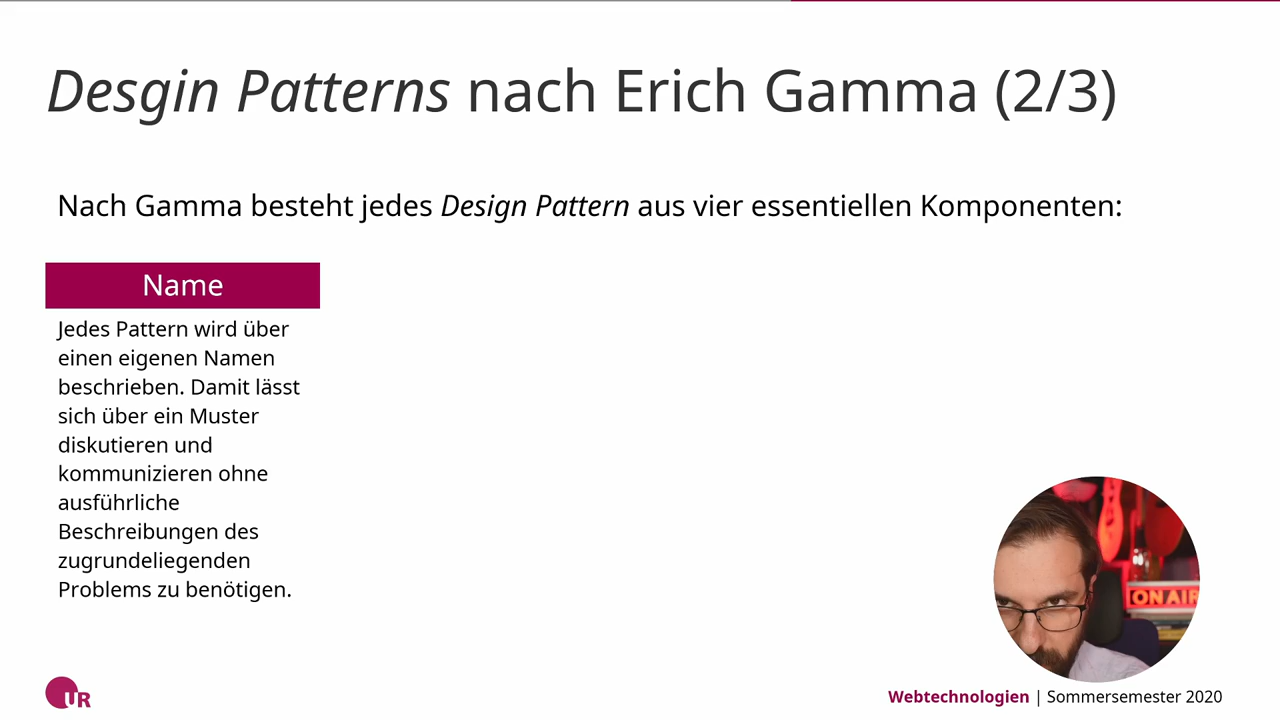 Desgin Patterns nach Erich Gamma (2/3)
Nach Gamma besteht jedes Design Pattern aus vier essentiellen Komponenten:
Name
Jedes Pattern wird über
einen eigenen Namen
beschrieben. Damit lässt
sich über ein Muster
diskutieren und
kommunizieren ohne
ausführliche
Beschreibungen des
zugrundeliegenden
Problems zu benötigen.
ON AIR
UR
Webtechnologien | Sommersemester 2020